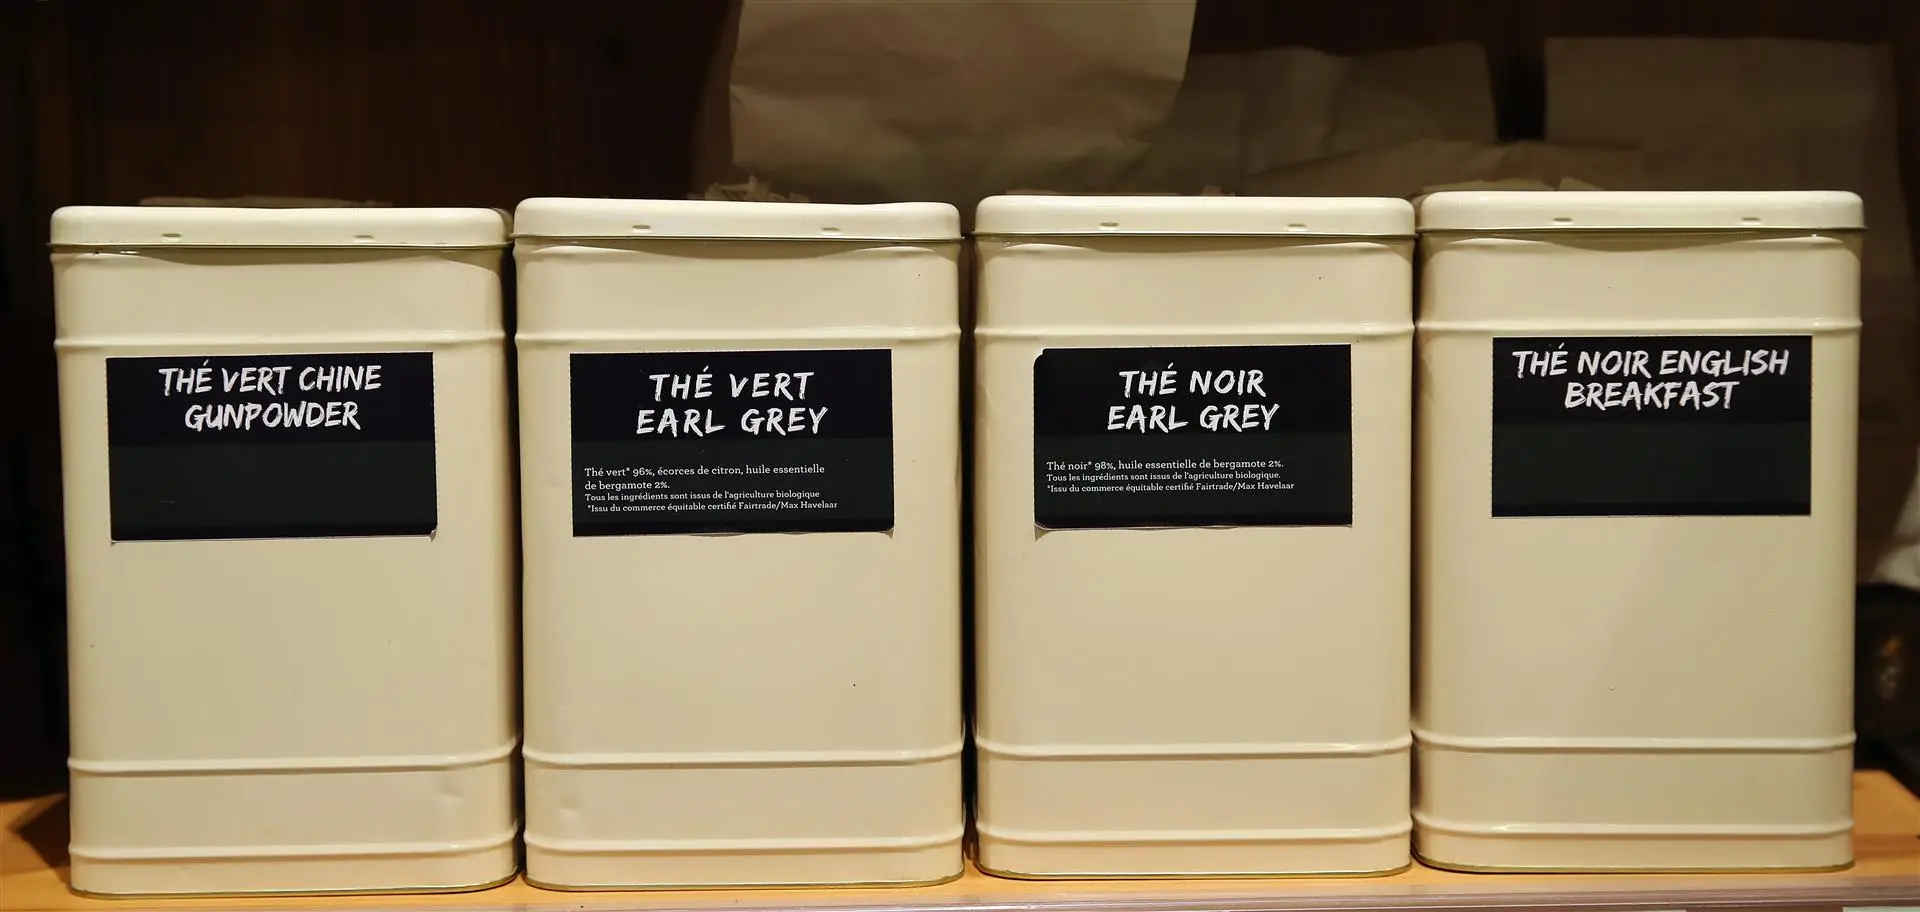 THÉ VERT CHINE
GUNPOWDER
THÉ VERT
EARL GREY
Thé vert* 96%, écorces de citron, huile essentielle
de bergamote 2%.
Tous les ingrédients sont issus de l'agriculture biologique
*Issu du commerce équitable certifié Fairtrade/Max Havelaar
THÉ NOIR
EARL GREY
Thé noir* 98%, huile essentielle de bergamote 2%.
Tous les ingrédients sont issus de l'agriculture biologique.
*Issu du commerce équitable certifié Fairtrade/Max Havelaar
THÉ NOIR ENGLISH
BREAKFAST